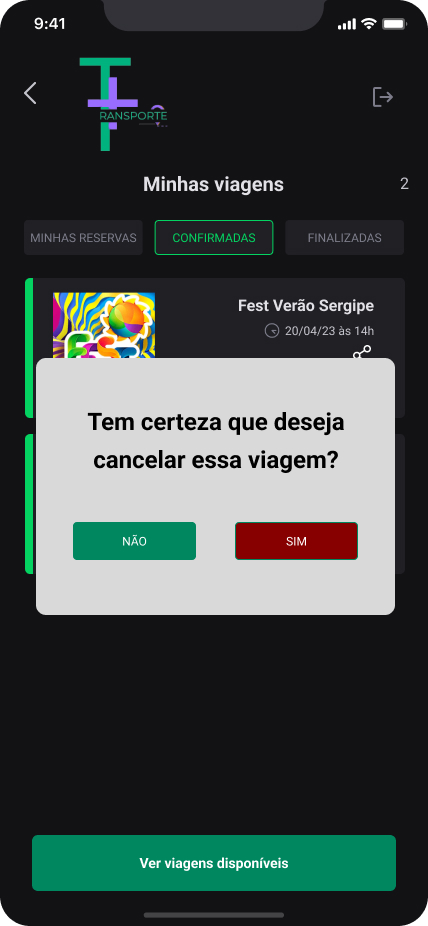 9:41
RANSPORTE
Minhas viagens
2
MINHAS RESERVAS
CONFIRMADAS
FINALIZADAS
Fest Verão Sergipe
20/04/23 às 14h
FEST
Tem certeza que deseja
cancelar essa viagem?
NÃO
SIM
Ver viagens disponíveis